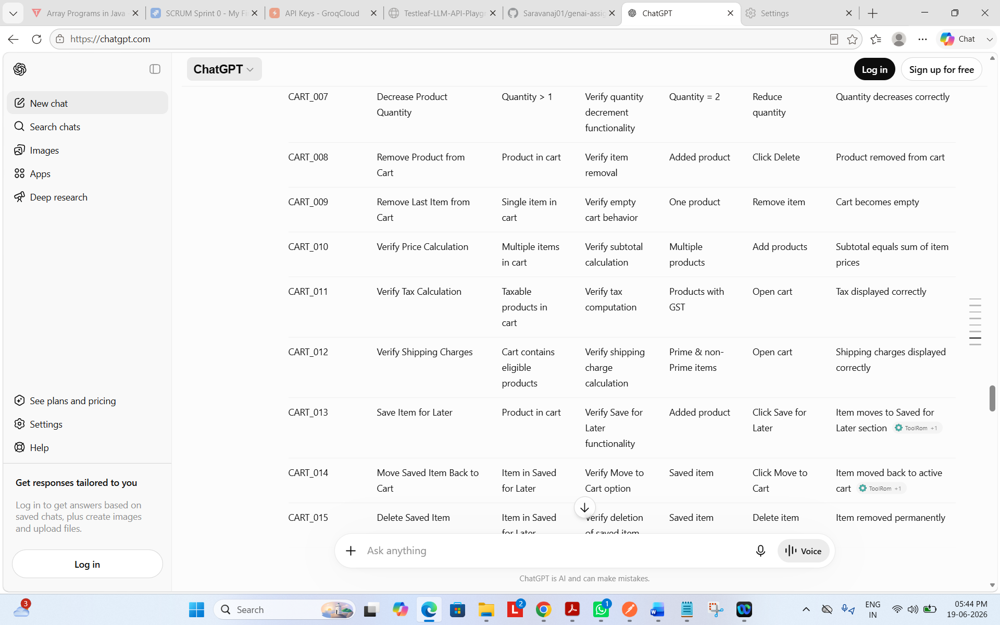 Array Programs in Java
SCRUM Sprint 0 - My Fi
API Keys - GroqCloud
Testleaf-LLM-API-Playgr
Saravanaj01/genai-assig
ChatGPT
Settings
https://chatgpt.com
Chat
ChatGPT
Log in
Sign up for free
New chat
Search chats
Images
Apps
Deep research
See plans and pricing
Settings
Help
Get responses tailored to you
Log in to get answers based on
saved chats, plus create images
and upload files.
Log in
CART_007 Decrease Product Quantity > 1 Verify quantity Quantity = 2 Reduce Quantity decreases correctly
Quantity decrement quantity
functionality
CART_008 Remove Product from Product in cart Verify item Added product Click Delete Product removed from cart
Cart removal
CART_009 Remove Last Item from Single item in Verify empty One product Remove item Cart becomes empty
Cart cart cart behavior
CART_010 Verify Price Calculation Multiple items Verify subtotal Multiple Add products Subtotal equals sum of item
in cart calculation products prices
CART_011 Verify Tax Calculation Taxable Verify tax Products with Open cart Tax displayed correctly
products in computation GST
cart
CART_012 Verify Shipping Charges Cart contains Verify shipping Prime & non- Open cart Shipping charges displayed
eligible charge Prime items correctly
products calculation
CART_013 Save Item for Later Product in cart Verify Save for Added product Click Save for Item moves to Saved for
Later Later Later section ToolRom +1
functionality
CART_014 Move Saved Item Back to Item in Saved Verify Move to Saved item Click Move to Item moved back to active
Cart for Later Cart option Cart cart ToolRom +1
CART_015 Delete Saved Item Item in Saved Verify deletion Saved item Delete item Item removed permanently
for Later of saved item
Ask anything
Voice
ChatGPT is AI and can make mistakes.
3
Search
2
1
ENG
IN
05:44 PM
19-06-2026